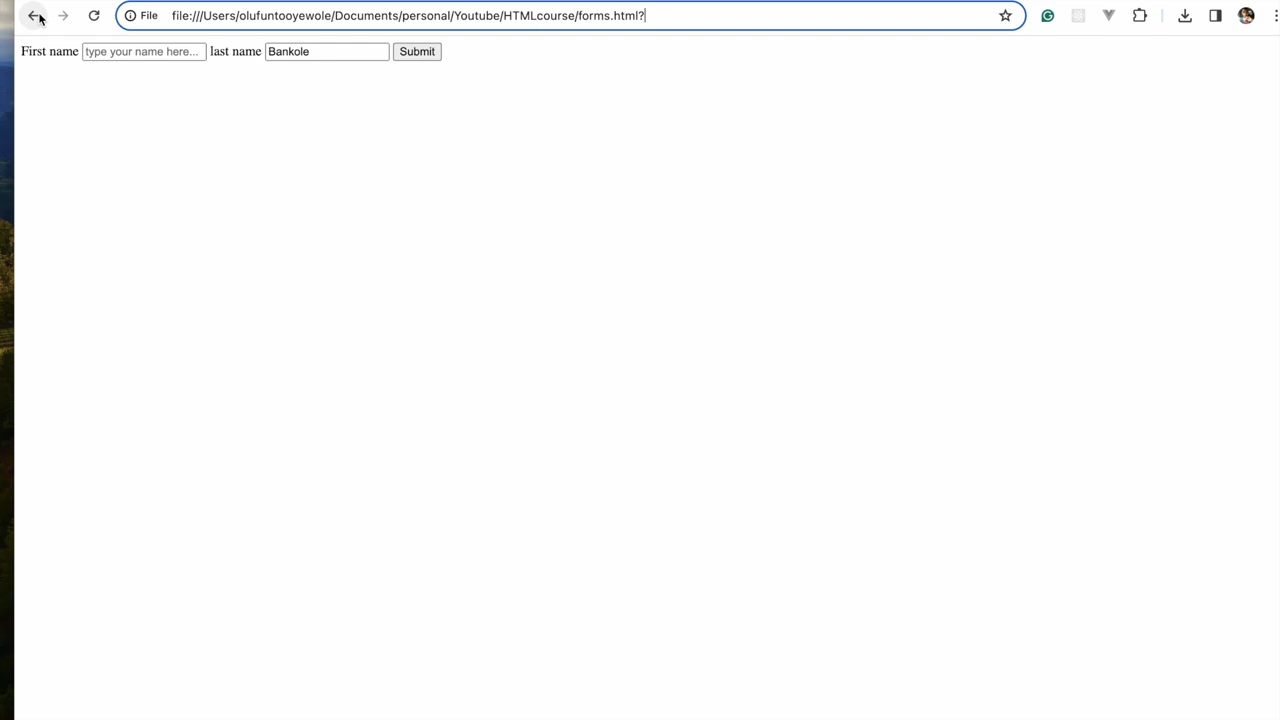 File file:///Users/olufuntooyewole/Documents/personal/Youtube/HTMLcourse/forms.html?
First name type your name here... last name Bankole Submit